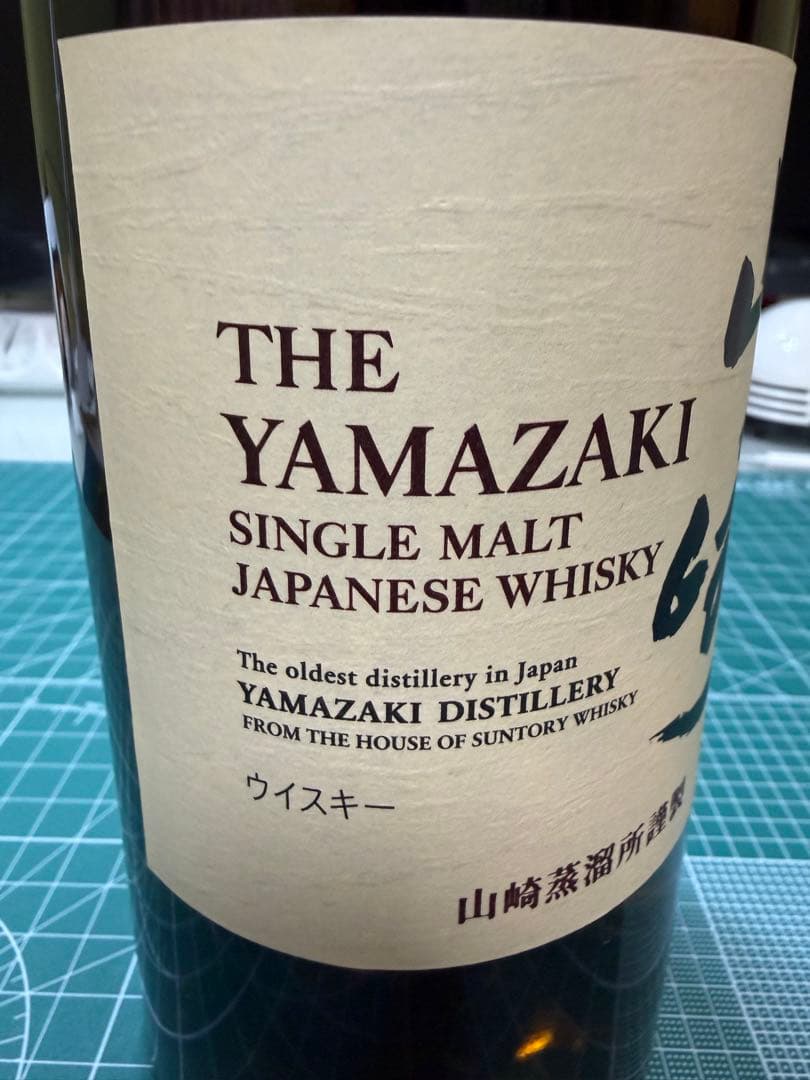 THE
YAMAZAKI
SINGLE MALT
JAPANESE WHISKY
The oldest distillery in Japan
YAMAZAKI DISTILLERY
FROM THE HOUSE OF SUNTORY WHISKY
ウイスキー
山崎蒸溜所謹製